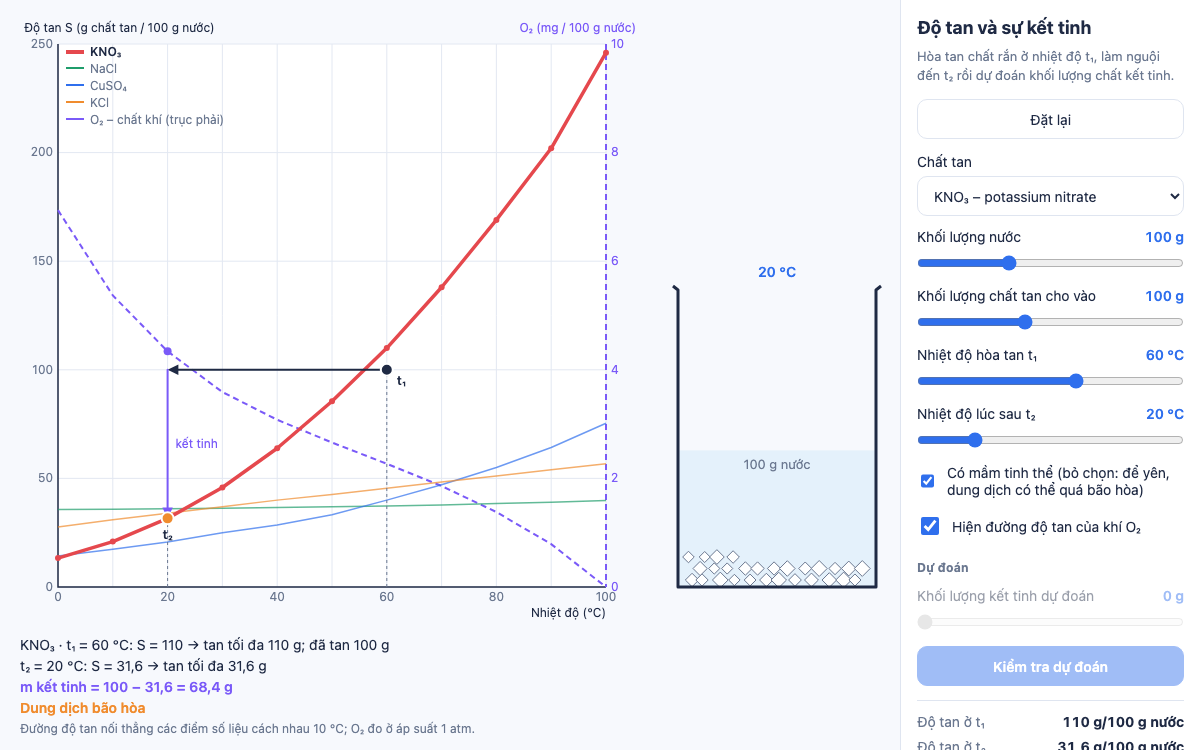 Độ tan S (g chất tan / 100 g nước)
O₂ (mg / 100 g nước)
250
200
150
100
50
0
10
8
6
4
2
0
KNO₃
NaCl
CuSO₄
KCl
O₂ – chất khí (trục phải)
t₁
kết tinh
t₂
0
20
40
60
80
100
Nhiệt độ (°C)
20 °C
100 g nước
KNO₃ · t₁ = 60 °C: S = 110 → tan tối đa 110 g; đã tan 100 g
t₂ = 20 °C: S = 31,6 → tan tối đa 31,6 g
m kết tinh = 100 − 31,6 = 68,4 g
Dung dịch bão hòa
Đường độ tan nối thẳng các điểm số liệu cách nhau 10 °C; O₂ đo ở áp suất 1 atm.
Độ tan và sự kết tinh
Hòa tan chất rắn ở nhiệt độ t₁, làm nguội
đến t₂ rồi dự đoán khối lượng chất kết tinh.
Đặt lại
Chất tan
KNO₃ – potassium nitrate
Khối lượng nước 100 g
Khối lượng chất tan cho vào 100 g
Nhiệt độ hòa tan t₁ 60 °C
Nhiệt độ lúc sau t₂ 20 °C
Có mầm tinh thể (bỏ chọn: để yên,
dung dịch có thể quá bão hòa)
Hiện đường độ tan của khí O₂
Dự đoán
Khối lượng kết tinh dự đoán 0 g
Kiểm tra dự đoán
Độ tan ở t₁ 110 g/100 g nước
Độ tan ở t₂ 31,6 g/100 g nước